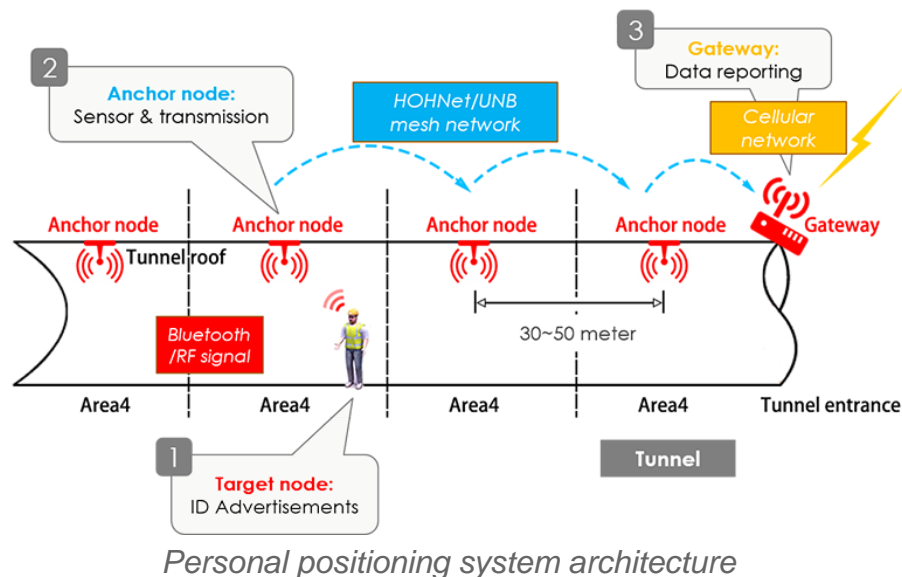 3
Gateway:
Data reporting
2
Anchor node:
Sensor & transmission
HOHNet/UNB
mesh network
Cellular
network
Anchor node
Anchor node
Anchor node
Anchor node
Gateway
Tunnel roof
Bluetooth
/RF signal
30~50 meter
Area4
Area4
Area4
Area4
Tunnel entrance
1
Target node:
ID Advertisements
Tunnel
Personal positioning system architecture